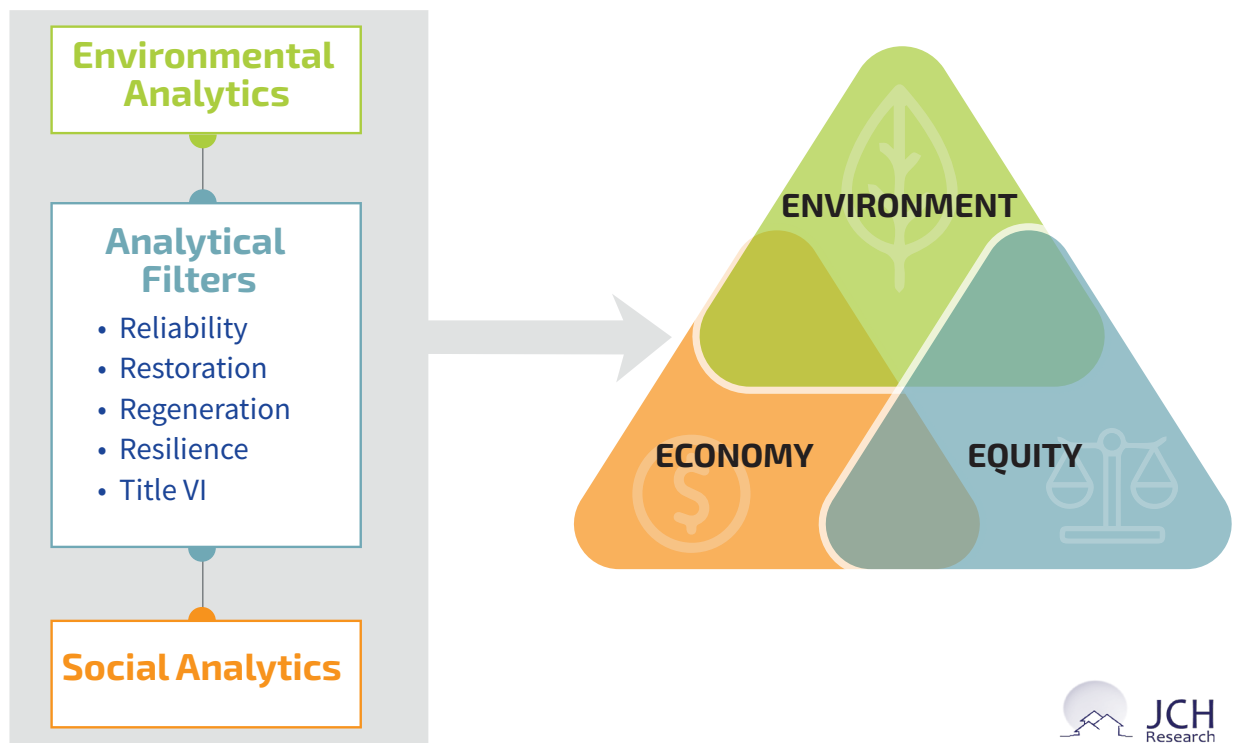 Environmental
Analytics
Analytical
Filters
• Reliability
• Restoration
• Regeneration
• Resilience
• Title VI
Social Analytics
ENVIRONMENT
ECONOMY
EQUITY
$
JCH
Research